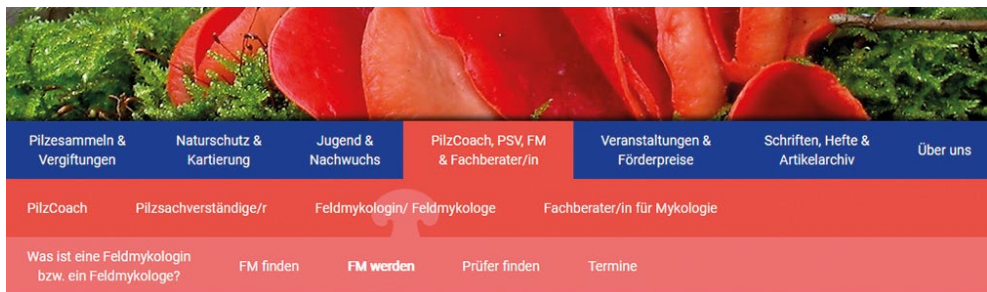 Pilzesammeln &
Vergiftungen
Naturschutz &
Kartierung
Jugend &
Nachwuchs
PilzCoach, PSV, FM
& Fachberater/in
Veranstaltungen &
Förderpreise
Schriften, Hefte &
Artikelarchiv
Über uns
PilzCoach
Pilzsachverständige/r
Feldmykologin/ Feldmykologe
Fachberater/in für Mykologie
Was ist eine Feldmykologin
bzw. ein Feldmykologe?
FM finden
FM werden
Prüfer finden
Termine